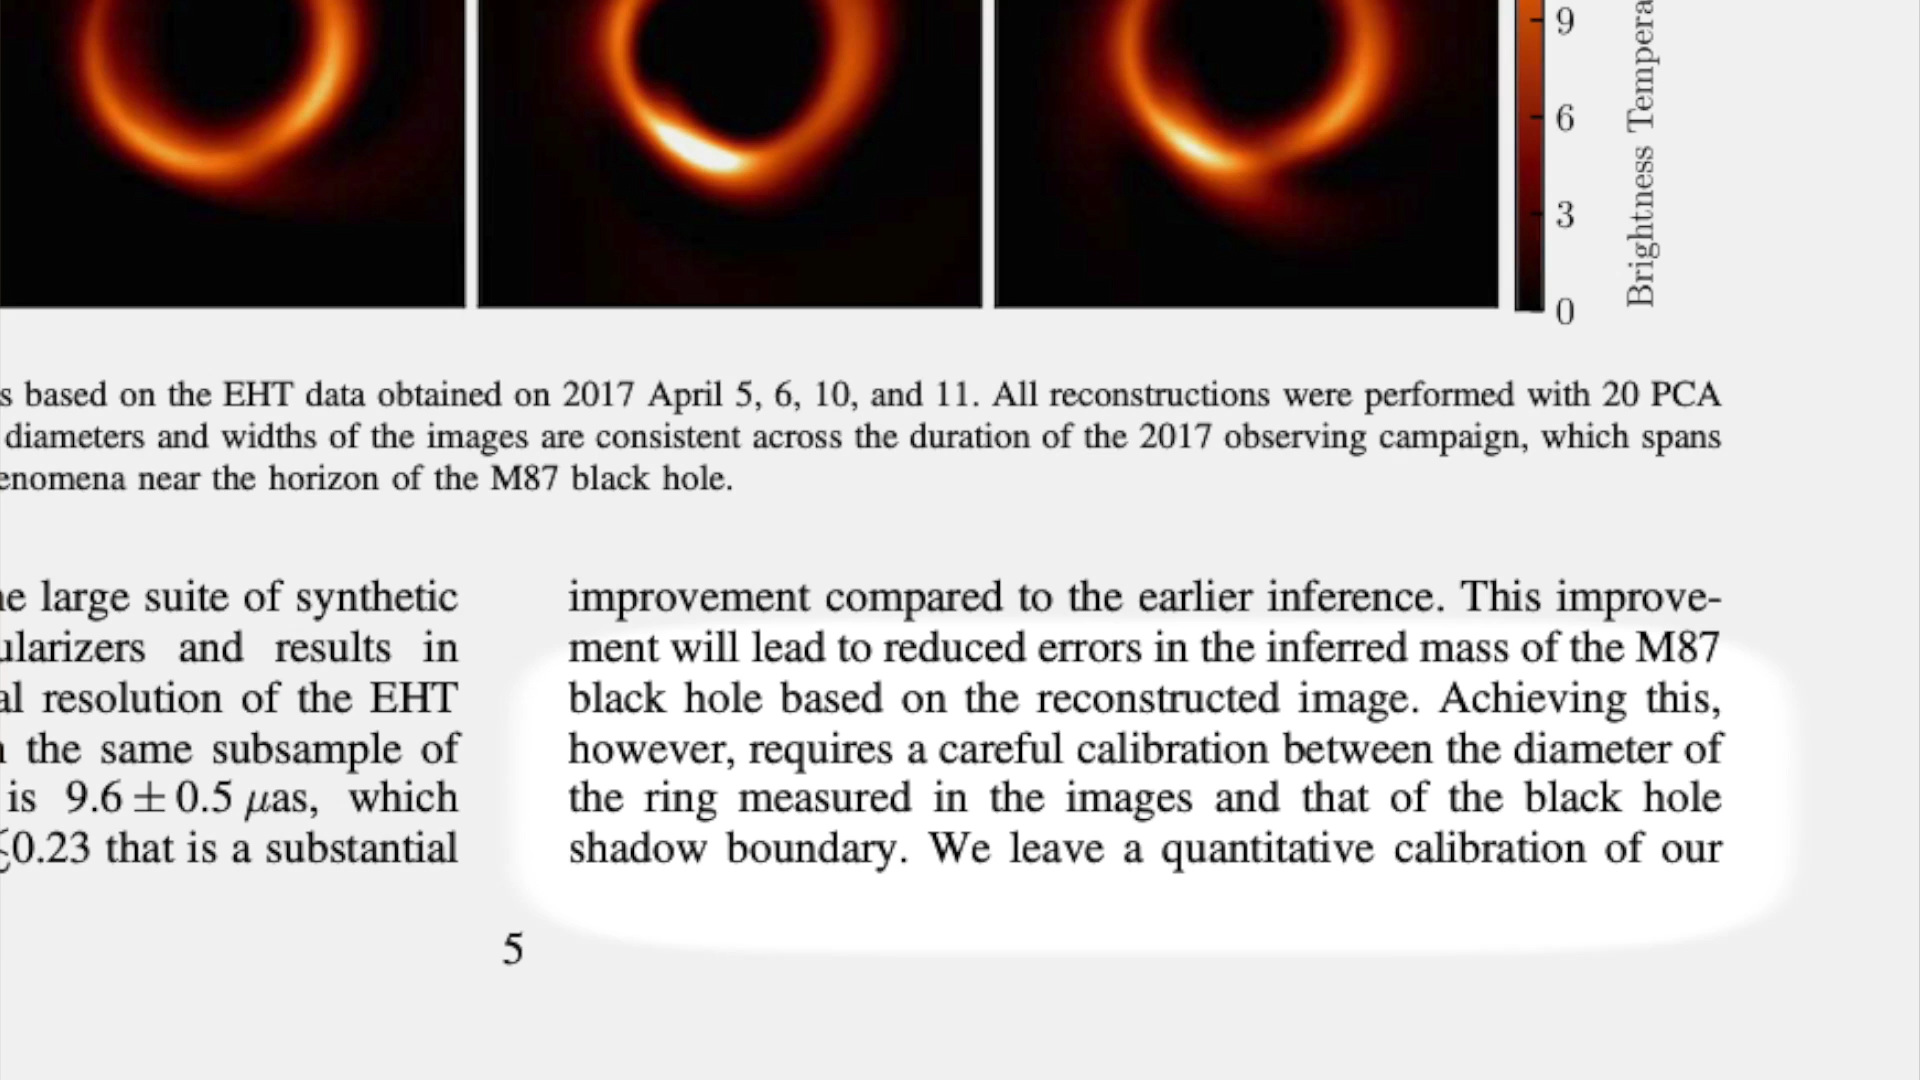 9
6
3
0
Brightness
s based on the EHT data obtained on 2017 April 5, 6, 10, and 11. All reconstructions were performed with 20 PCA
diameters and widths of the images are consistent across the duration of the 2017 observing campaign, which spans
enomena near the horizon of the M87 black hole.
e large suite of synthetic
ularizers and results in
al resolution of the EHT
the same subsample of
is 9.6 ± 0.5 μas, which
≲0.23 that is a substantial
improvement compared to the earlier inference. This improve-
ment will lead to reduced errors in the inferred mass of the M87
black hole based on the reconstructed image. Achieving this,
however, requires a careful calibration between the diameter of
the ring measured in the images and that of the black hole
shadow boundary. We leave a quantitative calibration of our
5